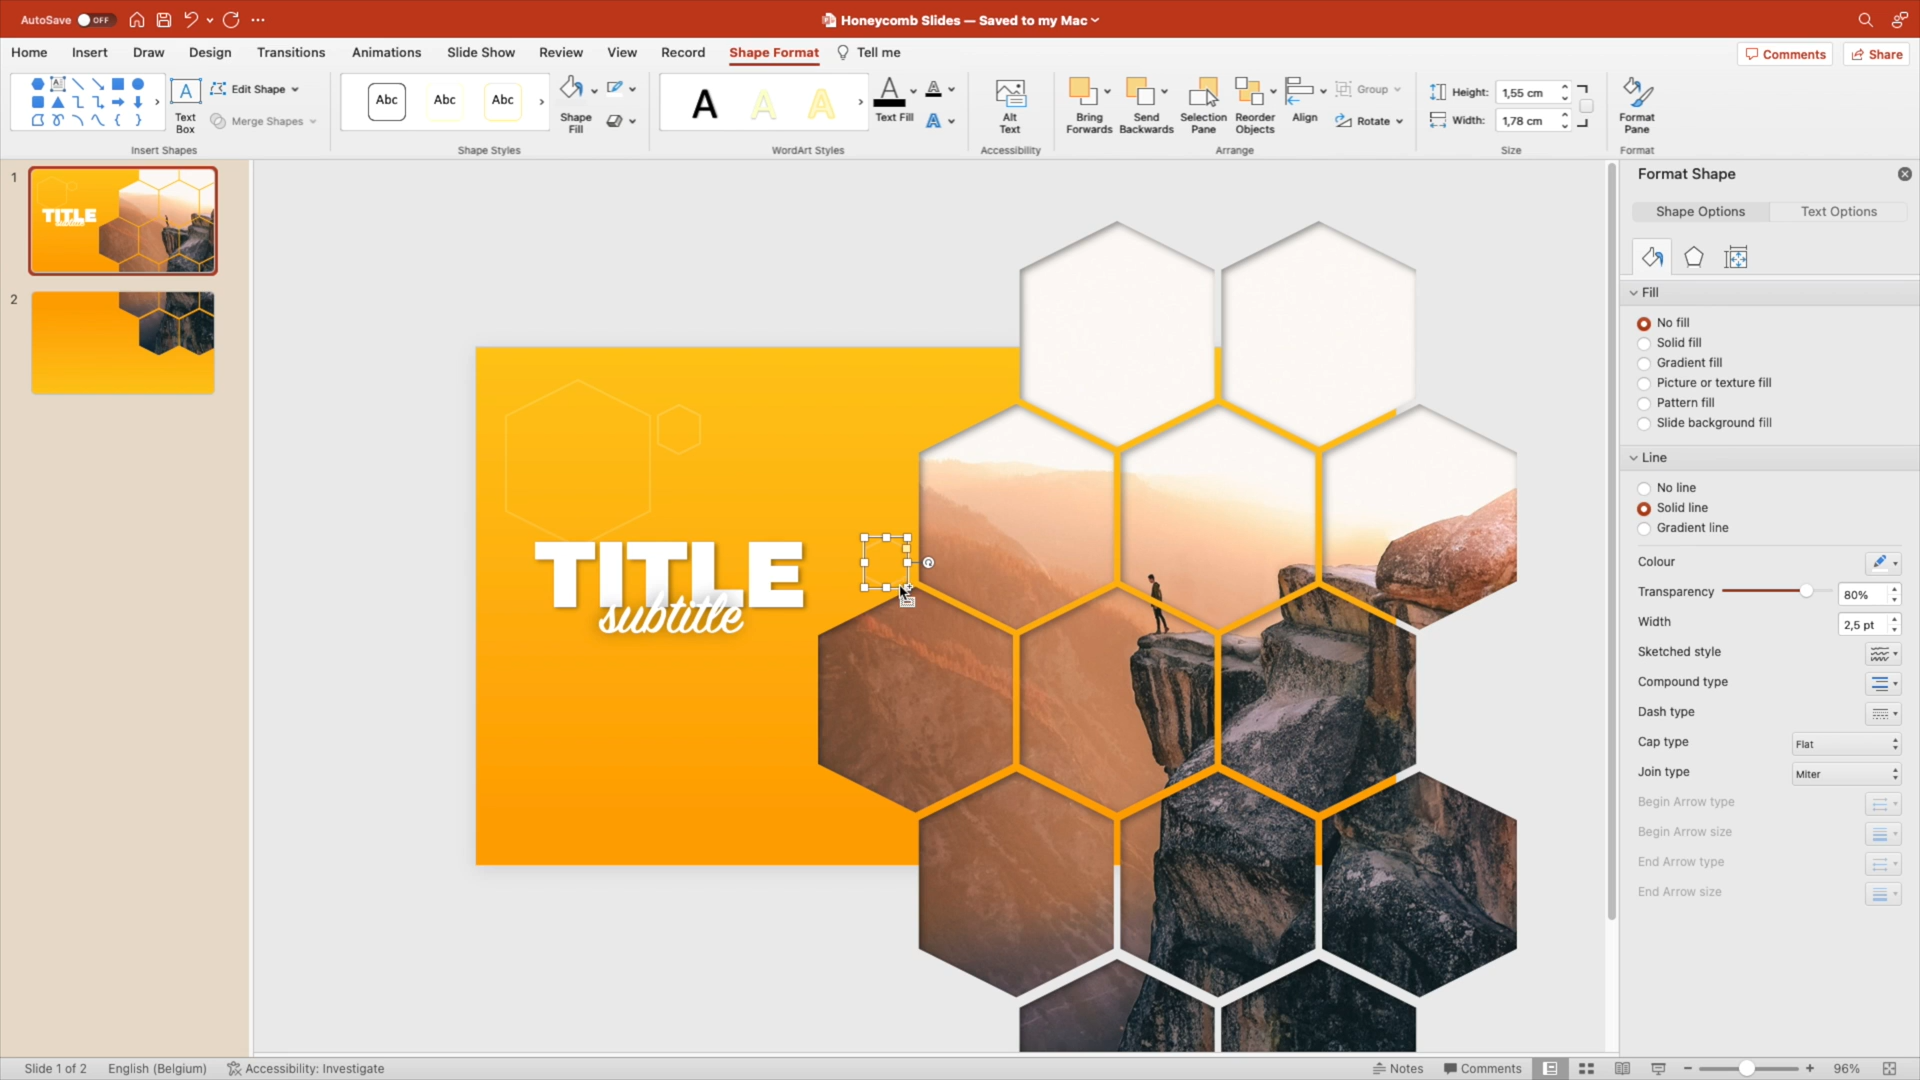 AutoSave OFF
Honeycomb Slides — Saved to my Mac
Home Insert Draw Design Transitions Animations Slide Show Review View Record Shape Format Tell me
Comments Share
Edit Shape
Merge Shapes
Text Box
Insert Shapes
Abc Abc Abc
Shape Fill
Shape Styles
A A A
Text Fill
WordArt Styles
Alt Text
Accessibility
Bring Forwards
Send Backwards
Selection Pane
Reorder Objects
Align
Group
Rotate
Arrange
Height: 1,55 cm
Width: 1,78 cm
Size
Format Pane
Format
1
TITLE
subtitle
2
TITLE
subtitle
Format Shape
Shape Options Text Options
Fill
No fill
Solid fill
Gradient fill
Picture or texture fill
Pattern fill
Slide background fill
Line
No line
Solid line
Gradient line
Colour
Transparency 80%
Width 2,5 pt
Sketched style
Compound type
Dash type
Cap type Flat
Join type Miter
Begin Arrow type
Begin Arrow size
End Arrow type
End Arrow size
Slide 1 of 2 English (Belgium) Accessibility: Investigate
Notes Comments 96%